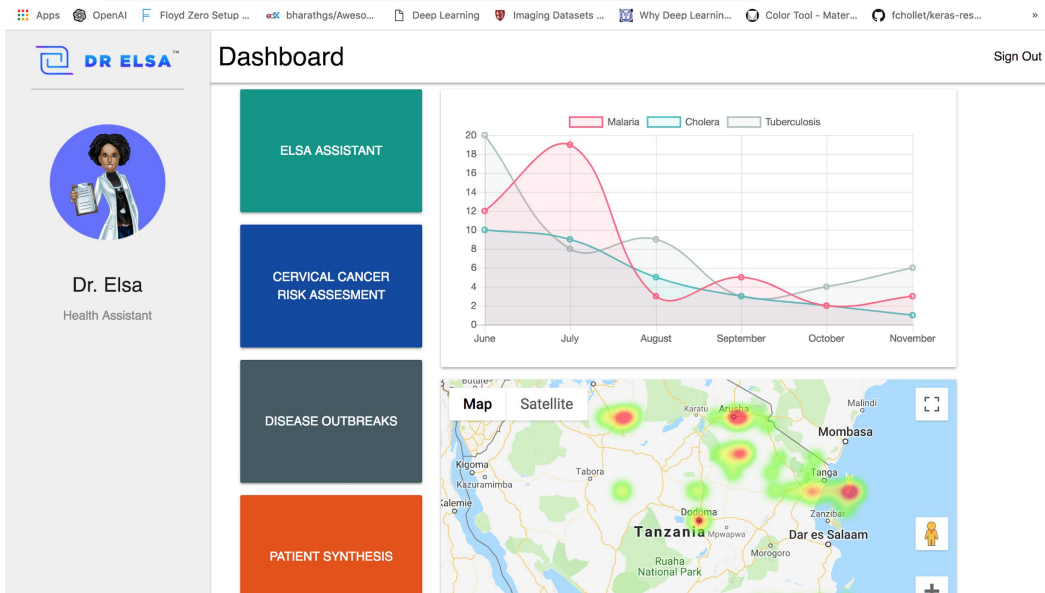 Apps OpenAI Floyd Zero Setup ... bharathgs/Aweso... Deep Learning Imaging Datasets ... Why Deep Learnin... Color Tool - Mater... fchollet/keras-res... »
DR ELSA™
Dashboard
Sign Out
Dr. Elsa
Health Assistant
ELSA ASSISTANT
CERVICAL CANCER
RISK ASSESMENT
DISEASE OUTBREAKS
PATIENT SYNTHESIS
Malaria Cholera Tuberculosis
20
18
16
14
12
10
8
6
4
2
0
June July August September October November
Butare
Map Satellite
Karatu Arusha
Malindi
Mombasa
Kigoma
Kazuramimba
Tabora
Tanga
Kalemie
Dodoma
Zanzibar
Tanzania Mpwapwa
Dar es Salaam
Morogoro
Ruaha
National Park